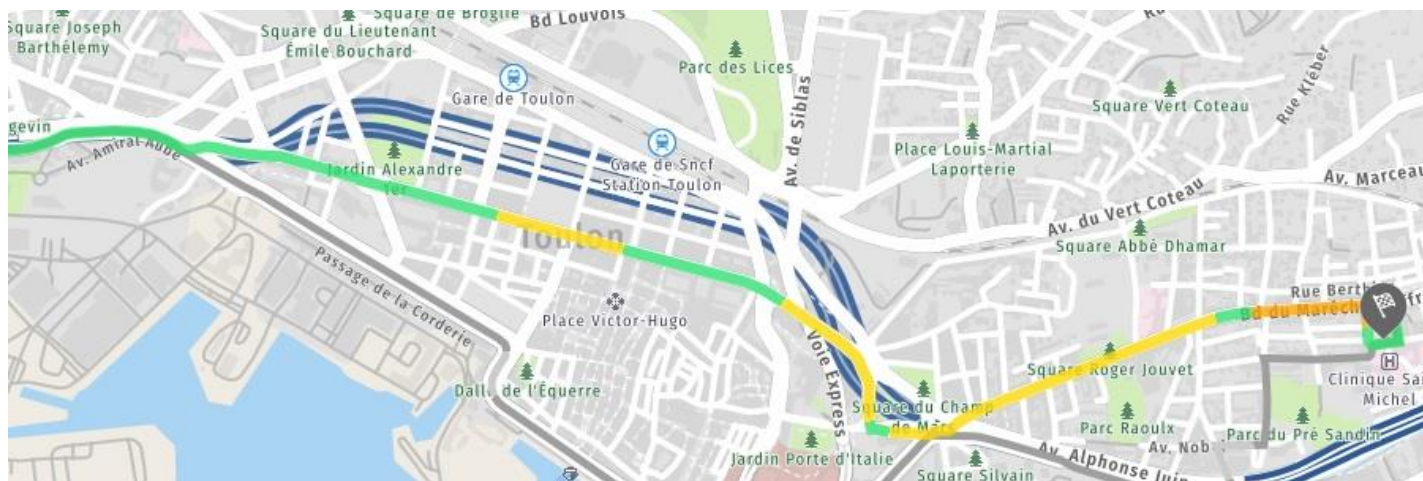 Square Joseph
Barthélemy
Square de Broglie
Square du Lieutenant
Émile Bouchard
Bd Louvois
Parc des Lices
Av. de Siblas
Gare de Toulon
Gare de Sncf
Station Toulon
Square Vert Coteau
Rue Kléber
Place Louis-Martial
Laporterie
Av. Marceau
Av. du Vert Coteau
Square Abbé Dhamar
gevin
Av. Amiral Aube
Jardin Alexandre
1er
Toulon
Passage de la Corderie
Place Victor-Hugo
Voie Express
Rue Berth
Bd du Maréch
Square Roger Jouvet
H
Clinique Sai
Michel
Dall. de l'Équerre
Square du Champ
de Mars
Jardin Porte d'Italie
Parc Raoulx
Av. Nob
Parc du Pré Sandin
Av. Alphonse Juin
Square Silvain